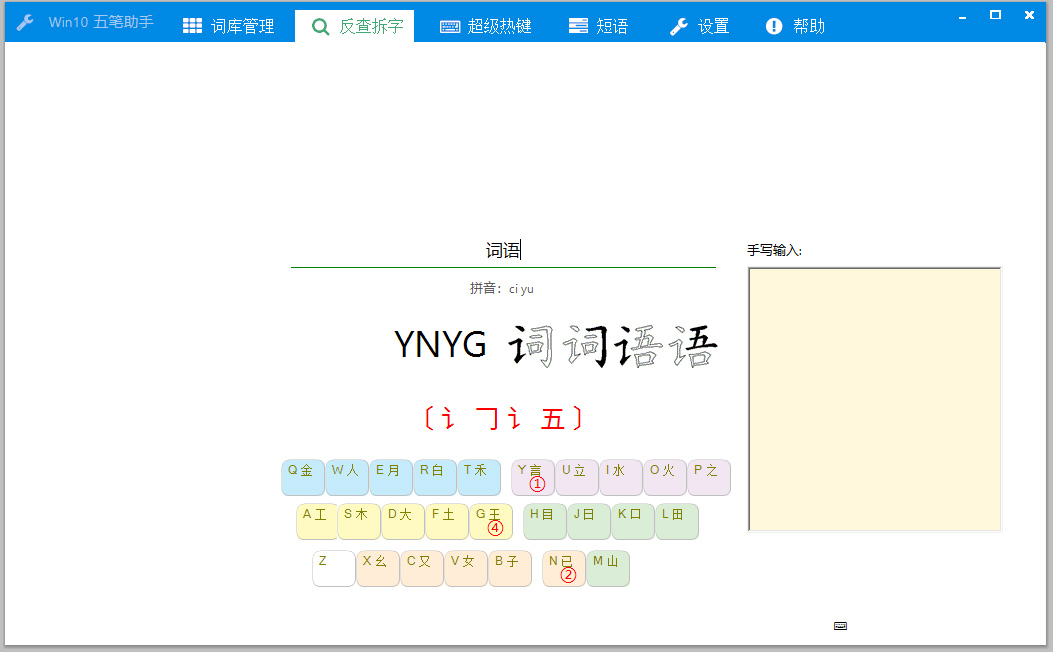 Win10 五笔助手 词库管理 反查拆字 超级热键 短语 设置 帮助
词语
手写输入:
拼音：ci yu
YNYG 词词语语
〔讠𠃌讠五〕
Q金 W人 E月 R白 T禾 Y言 U立 I水 O火 P之
①
A工 S木 D大 F土 G王 H目 J日 K口 L田
④
Z X幺 C又 V女 B子 N已 M山
②